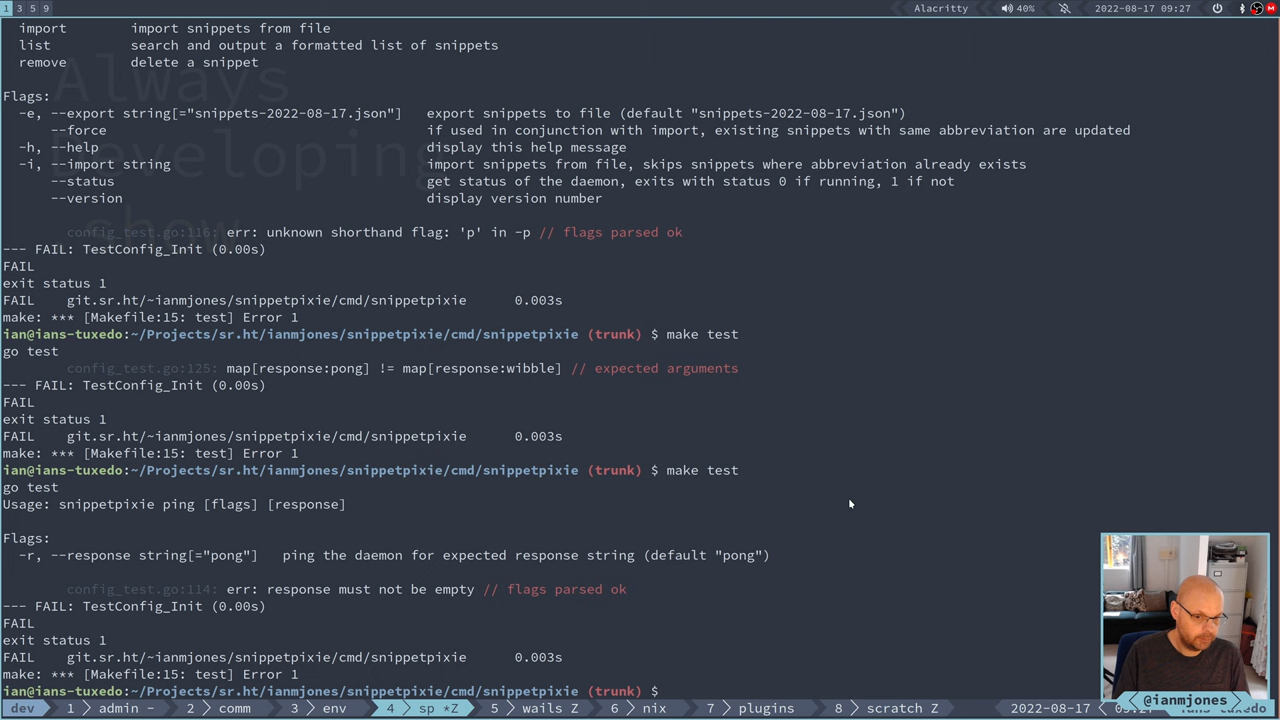 1 3 5 9 Alacritty 40% 2022-08-17 09:27
import import snippets from file
list search and output a formatted list of snippets
remove delete a snippet
Always
Developing
show
Flags:
-e, --export string[="snippets-2022-08-17.json"] export snippets to file (default "snippets-2022-08-17.json")
--force if used in conjunction with import, existing snippets with same abbreviation are updated
-h, --help display this help message
-i, --import string import snippets from file, skips snippets where abbreviation already exists
--status get status of the daemon, exits with status 0 if running, 1 if not
--version display version number
config_test.go:116: err: unknown shorthand flag: 'p' in -p // flags parsed ok
--- FAIL: TestConfig_Init (0.00s)
FAIL
exit status 1
FAIL git.sr.ht/~ianmjones/snippetpixie/cmd/snippetpixie 0.003s
make: *** [Makefile:15: test] Error 1
ian@ians-tuxedo:~/Projects/sr.ht/ianmjones/snippetpixie/cmd/snippetpixie (trunk) $ make test
go test
config_test.go:125: map[response:pong] != map[response:wibble] // expected arguments
--- FAIL: TestConfig_Init (0.00s)
FAIL
exit status 1
FAIL git.sr.ht/~ianmjones/snippetpixie/cmd/snippetpixie 0.003s
make: *** [Makefile:15: test] Error 1
ian@ians-tuxedo:~/Projects/sr.ht/ianmjones/snippetpixie/cmd/snippetpixie (trunk) $ make test
go test
Usage: snippetpixie ping [flags] [response]
Flags:
-r, --response string[="pong"] ping the daemon for expected response string (default "pong")
config_test.go:114: err: response must not be empty // flags parsed ok
--- FAIL: TestConfig_Init (0.00s)
FAIL
exit status 1
FAIL git.sr.ht/~ianmjones/snippetpixie/cmd/snippetpixie 0.003s
make: *** [Makefile:15: test] Error 1
ian@ians-tuxedo:~/Projects/sr.ht/ianmjones/snippetpixie/cmd/snippetpixie (trunk) $
@ianmjones
dev 1 admin - 2 comm 3 env 4 sp *Z 5 wails Z 6 nix 7 plugins 8 scratch Z 2022-08-17